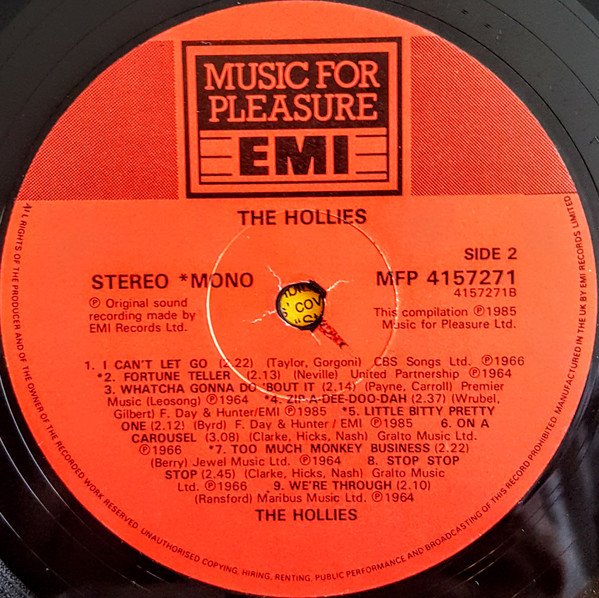 MUSIC FOR
PLEASURE
EMI
THE HOLLIES
SIDE 2
STEREO *MONO
MFP 4157271
4157271B
℗ Original sound
recording made by
EMI Records Ltd.
This compilation ℗1985
Music for Pleasure Ltd.
COV
1. I CAN'T LET GO (2.22) (Taylor, Gorgoni) CBS Songs Ltd. ℗1966
*2. FORTUNE TELLER (2.13) (Neville) United Partnership ℗1964
3. WHATCHA GONNA DO 'BOUT IT (2.14) (Payne, Carroll) Premier
Music (Leosong) ℗1964 *4. ZIP-A-DEE-DOO-DAH (2.37) (Wrubel,
Gilbert) F. Day & Hunter/EMI ℗1985 *5. LITTLE BITTY PRETTY
ONE (2.12) (Byrd) F. Day & Hunter / EMI ℗1985 6. ON A
CAROUSEL (3.08) (Clarke, Hicks, Nash) Gralto Music Ltd.
℗1966 *7. TOO MUCH MONKEY BUSINESS (2.22)
(Berry) Jewel Music Ltd. ℗1964 8. STOP STOP
STOP (2.45) (Clarke, Hicks, Nash) Gralto Music
Ltd. ℗1966 9. WE'RE THROUGH (2.10)
(Ransford) Maribus Music Ltd. ℗1964
THE HOLLIES
ALL RIGHTS OF THE PRODUCER AND OF THE OWNER OF THE RECORDED WORK RESERVED. UNAUTHORISED COPYING, HIRING, RENTING, PUBLIC PERFORMANCE AND BROADCASTING OF THIS RECORD PROHIBITED. MANUFACTURED IN THE UK BY EMI RECORDS LIMITED